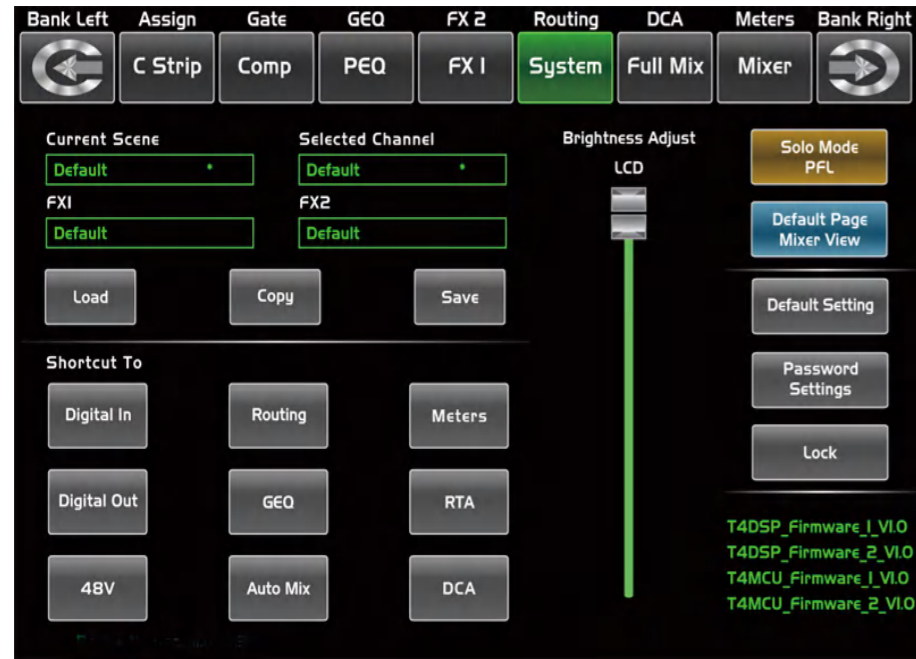 Bank Left Assign Gate GEQ FX 2 Routing DCA Meters Bank Right
C Strip Comp PEQ FX 1 System Full Mix Mixer
Current Scene Selected Channel Brightness Adjust
Default * Default * LCD
Solo Mode
PFL
FX1 FX2
Default Default
Default Page
Mixer View
Load Copy Save
Default Setting
Shortcut To
Password
Settings
Digital In Routing Meters
Lock
Digital Out GEQ RTA
T4DSP_Firmware_1_V1.0
T4DSP_Firmware_2_V1.0
T4MCU_Firmware_1_V1.0
T4MCU_Firmware_2_V1.0
48V Auto Mix DCA